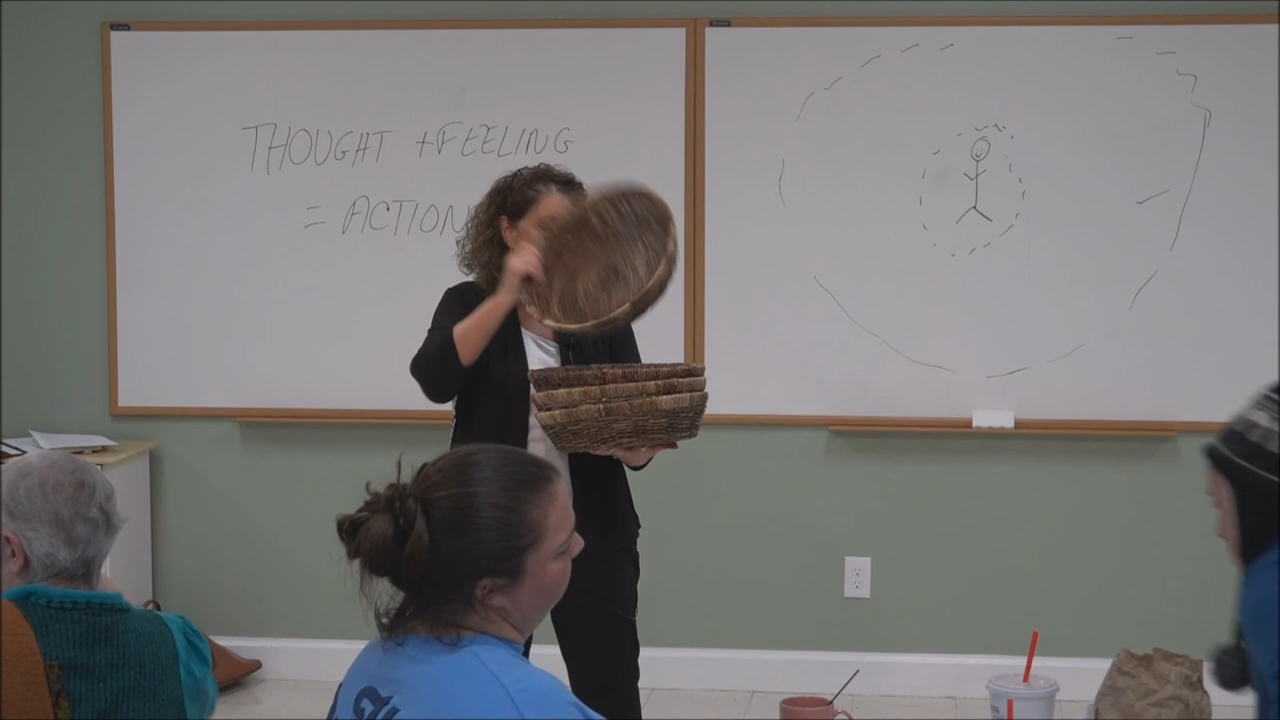 THOUGHT + FEELING
= ACTION